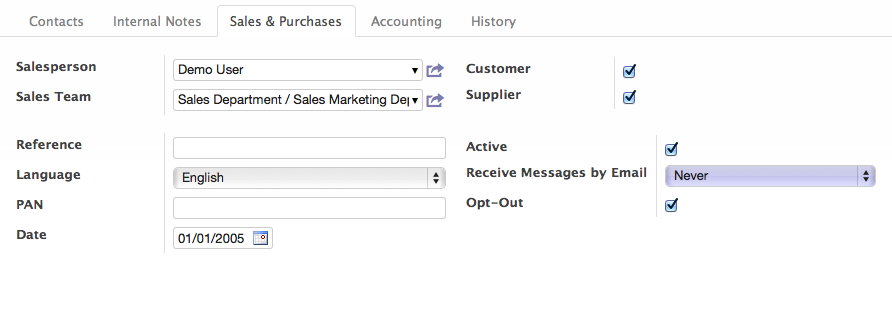 Contacts Internal Notes Sales & Purchases Accounting History
Salesperson Demo User Customer
Sales Team Sales Department / Sales Marketing Supplier
Reference Active
Language English Receive Messages by Email Never
PAN Opt-Out
Date 01/01/2005